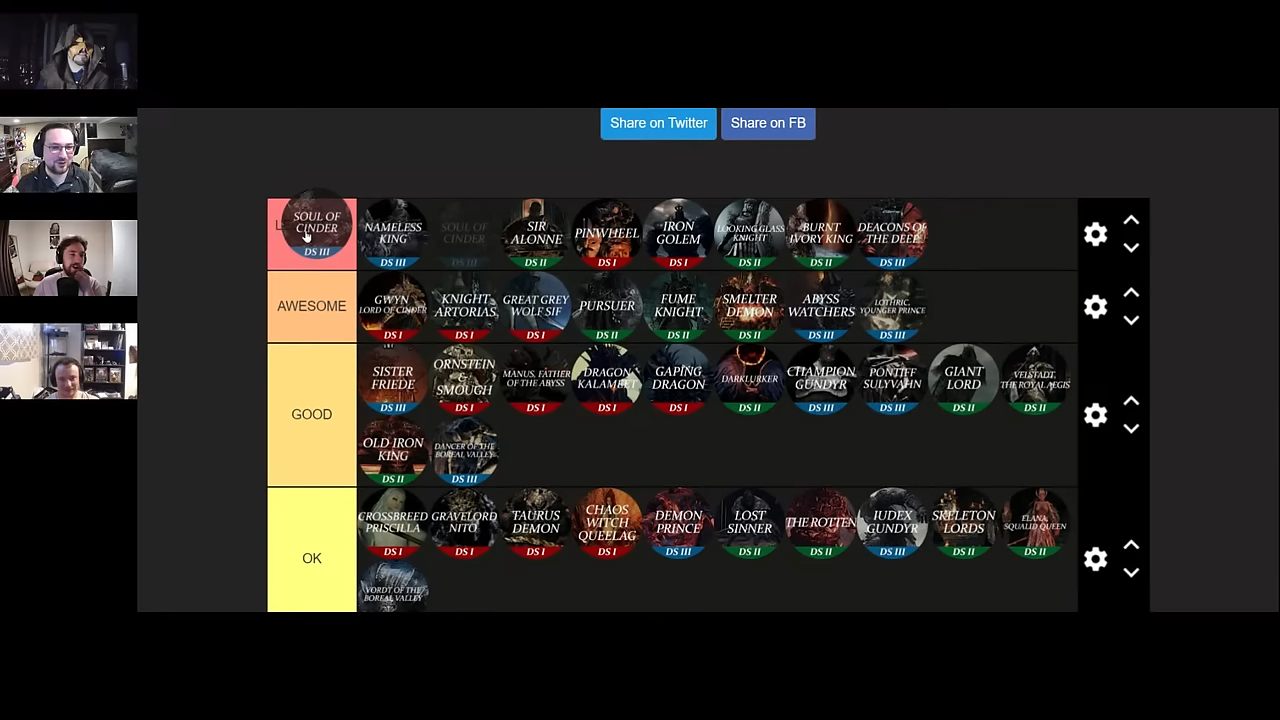 Share on Twitter
Share on FB
L
SOUL OF
CINDER
DS III
NAMELESS
KING
DS III
SOUL OF
CINDER
DS III
SIR
ALONNE
DS II
PINWHEEL
DS I
IRON
GOLEM
DS I
LOOKING GLASS
KNIGHT
DS II
BURNT
IVORY KING
DS II
DEACONS OF
THE DEEP
DS III
AWESOME
GWYN
LORD OF CINDER
DS I
KNIGHT
ARTORIAS
DS I
GREAT GREY
WOLF SIF
DS I
PURSUER
DS II
FUME
KNIGHT
DS II
SMELTER
DEMON
DS II
ABYSS
WATCHERS
DS III
LOTHRIC,
YOUNGER PRINCE
DS III
GOOD
SISTER
FRIEDE
DS III
ORNSTEIN
&
SMOUGH
DS I
MANUS, FATHER
OF THE ABYSS
DS I
DRAGON
KALAMEET
DS I
GAPING
DRAGON
DS I
DARKLURKER
DS II
CHAMPION
GUNDYR
DS III
PONTIFF
SULYVAHN
DS III
GIANT
LORD
DS II
VELSTADT,
THE ROYAL AEGIS
DS II
OLD IRON
KING
DS II
DANCER OF THE
BOREAL VALLEY
DS III
OK
CROSSBREED
PRISCILLA
DS I
GRAVELORD
NITO
DS I
TAURUS
DEMON
DS I
CHAOS
WITCH
QUEELAG
DS I
DEMON
PRINCE
DS III
LOST
SINNER
DS II
THE ROTTEN
DS II
IUDEX
GUNDYR
DS III
SKELETON
LORDS
DS II
ELANA,
SQUALID QUEEN
DS II
VORDT OF THE
BOREAL VALLEY